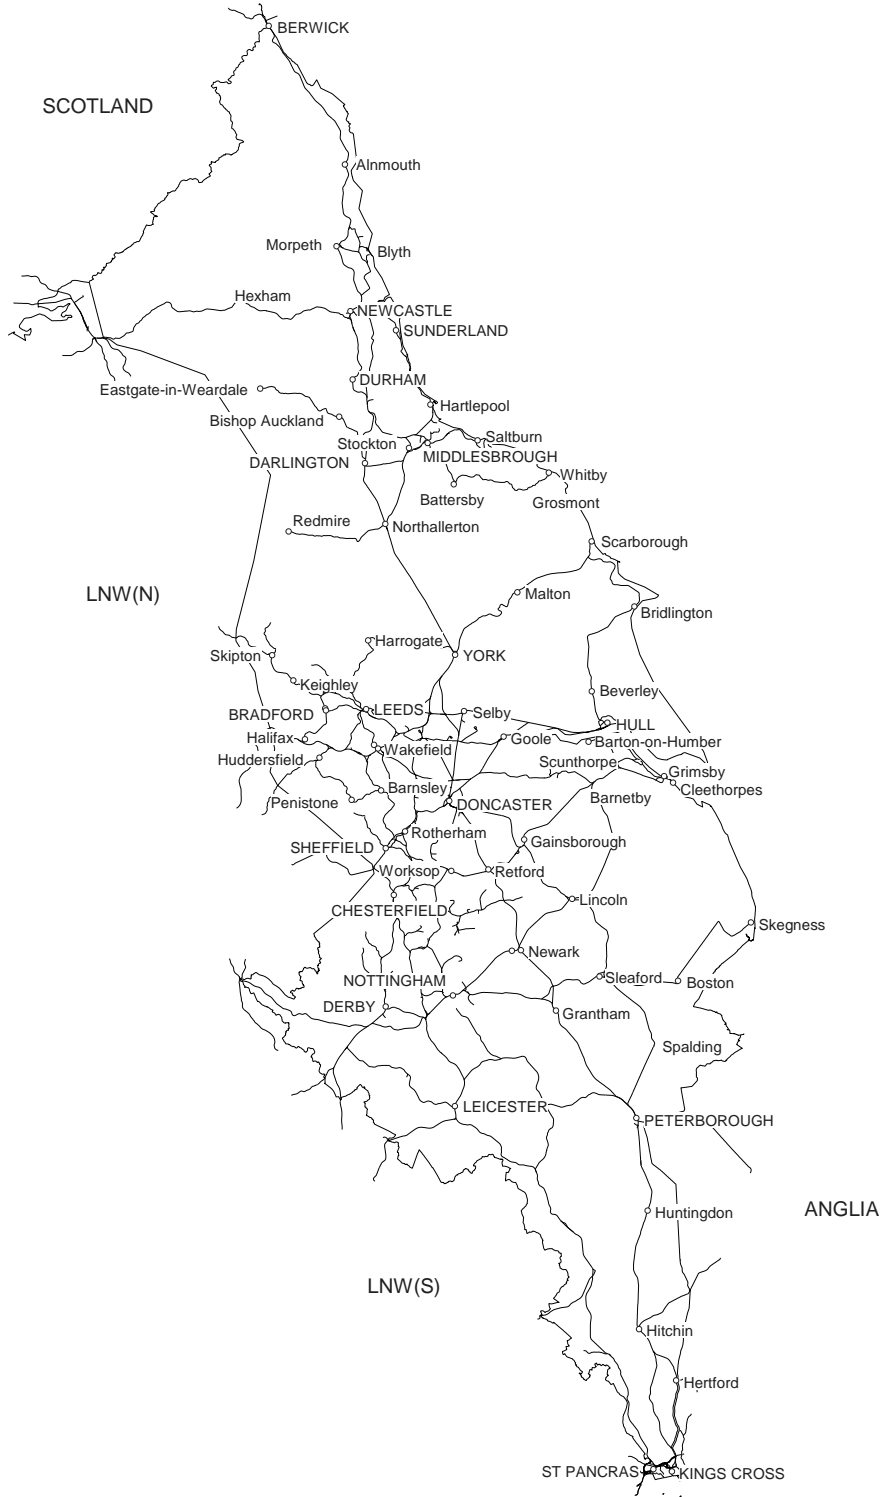 BERWICK
SCOTLAND
Alnmouth
Morpeth
Blyth
Hexham
NEWCASTLE
SUNDERLAND
DURHAM
Eastgate-in-Weardale
Hartlepool
Bishop Auckland
Saltburn
Stockton
MIDDLESBROUGH
DARLINGTON
Whitby
Battersby
Grosmont
Redmire
Northallerton
Scarborough
LNW(N)
Malton
Bridlington
Harrogate
Skipton
YORK
Keighley
Beverley
BRADFORD
LEEDS
Selby
HULL
Halifax
Goole
Barton-on-Humber
Wakefield
Huddersfield
Scunthorpe
Grimsby
Barnsley
Cleethorpes
Penistone
DONCASTER
Barnetby
Rotherham
Gainsborough
SHEFFIELD
Worksop
Retford
Lincoln
CHESTERFIELD
Skegness
Newark
NOTTINGHAM
Sleaford
Boston
DERBY
Grantham
Spalding
LEICESTER
PETERBOROUGH
ANGLIA
Huntingdon
LNW(S)
Hitchin
Hertford
ST PANCRAS
KINGS CROSS